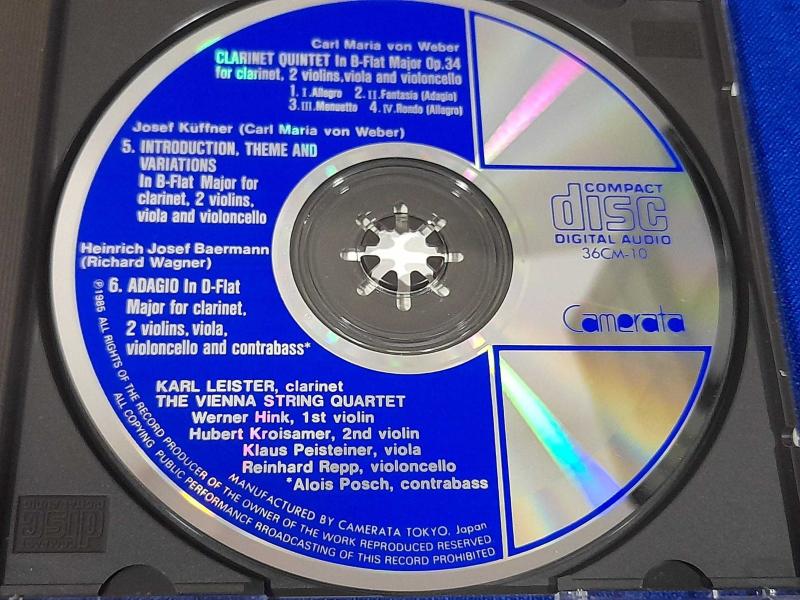 Carl Maria von Weber
CLARINET QUINTET In B-Flat Major Op.34
for clarinet, 2 violins, viola and violoncello
1. I. Allegro 2. II. Fantasia (Adagio)
3. III. Menuetto 4. IV. Rondo (Allegro)
Josef Küffner (Carl Maria von Weber)
5. INTRODUCTION, THEME AND
VARIATIONS
In B-Flat Major for
clarinet, 2 violins,
viola and violoncello
Heinrich Josef Baermann
(Richard Wagner)
6. ADAGIO In D-Flat
Major for clarinet,
2 violins, viola,
violoncello and contrabass*
KARL LEISTER, clarinet
THE VIENNA STRING QUARTET
Werner Hink, 1st violin
Hubert Kroisamer, 2nd violin
Klaus Peisteiner, viola
Reinhard Repp, violoncello
*Alois Posch, contrabass
MANUFACTURED BY CAMERATA TOKYO, Japan
℗1985 ALL RIGHTS OF THE RECORD PRODUCER OF THE OWNER OF THE WORK REPRODUCED RESERVED
ALL COPYING PUBLIC PERFORMANCE BROADCASTING OF THIS RECORD PROHIBITED
COMPACT
disc
DIGITAL AUDIO
36CM-10
Camerata
disc